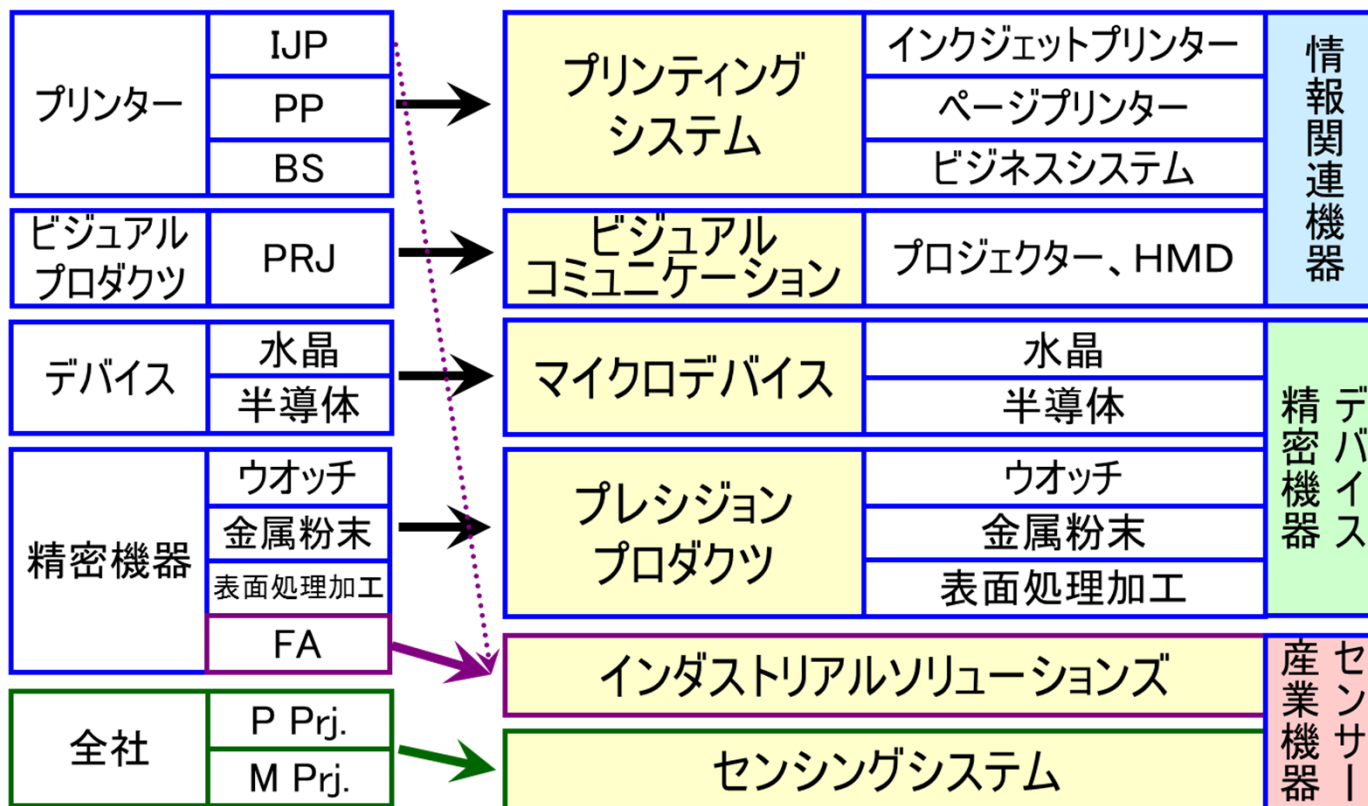 プリンター
IJP
PP
BS
プリンティング
システム
インクジェットプリンター
ページプリンター
ビジネスシステム
情報関連機器
ビジュアル
プロダクツ
PRJ
ビジュアル
コミュニケーション
プロジェクター、HMD
デバイス
水晶
半導体
マイクロデバイス
水晶
半導体
デバイス
精密機器
精密機器
ウオッチ
金属粉末
表面処理加工
FA
プレシジョン
プロダクツ
ウオッチ
金属粉末
表面処理加工
インダストリアルソリューションズ
センサー
産業機器
全社
P Prj.
M Prj.
センシングシステム